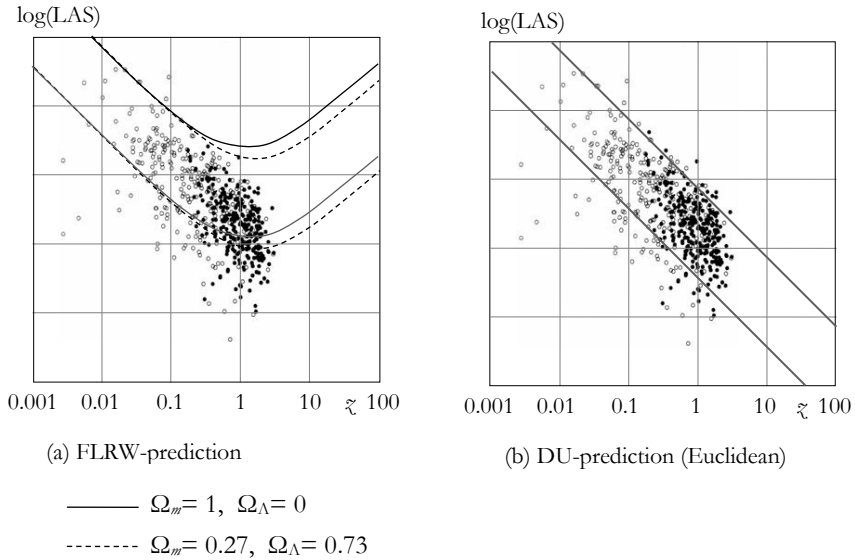 log(LAS)
0.001 0.01 0.1 1 10 z 100
(a) FLRW-prediction
log(LAS)
0.001 0.01 0.1 1 10 z 100
(b) DU-prediction (Euclidean)
Ωm= 1, ΩΛ= 0
Ωm= 0.27, ΩΛ= 0.73